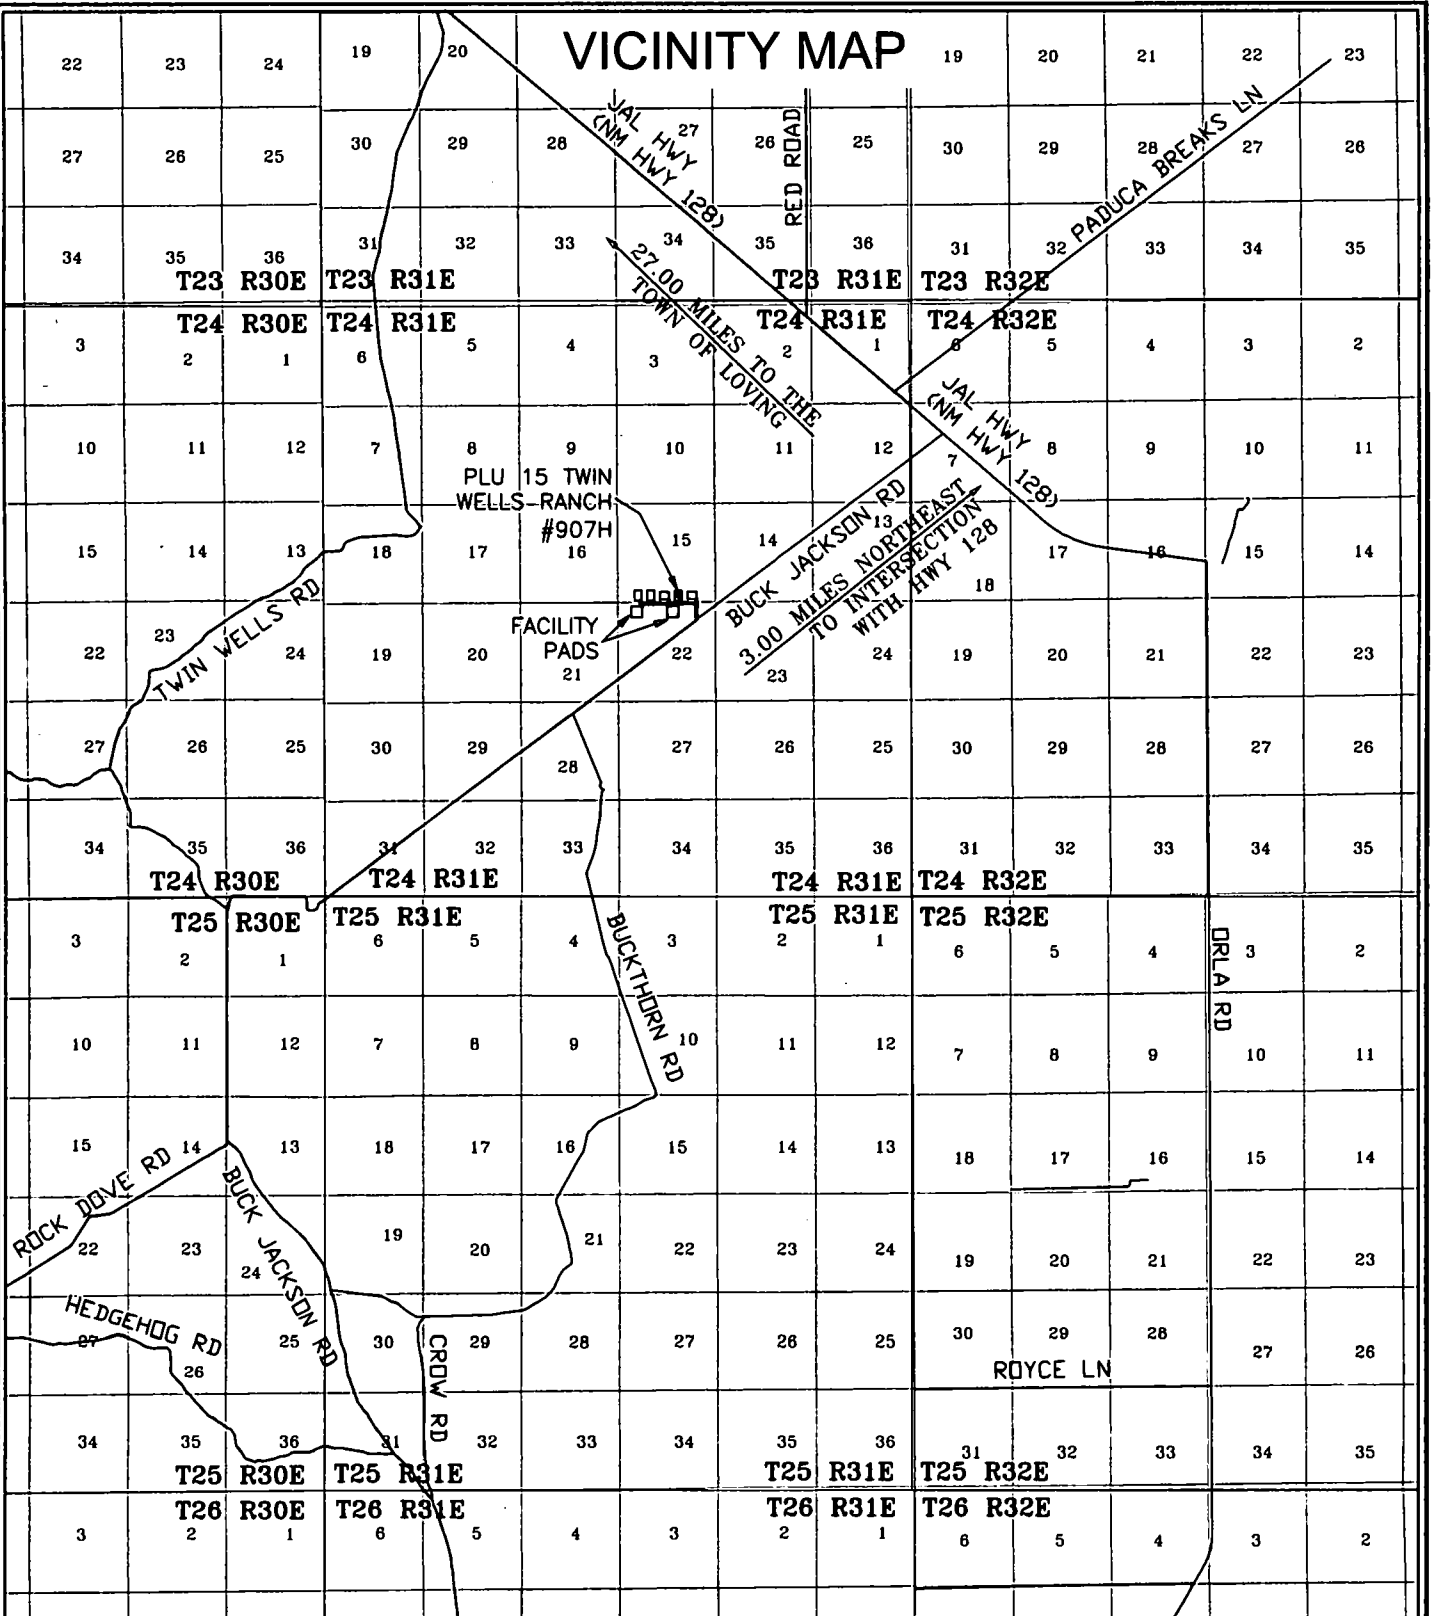 VICINITY MAP
22 23 24 19 20 19 20 21 22 23
JAL HWY
(NM HWY 128)
RED ROAD
PADUCA BREAKS LN
27 26 25 30 29 28 27 26 25 30 29 28 27 26
34 35 36 31 32 33 34 35 36 31 32 33 34 35
T23 R30E T23 R31E T23 R31E T23 R32E
T24 R30E T24 R31E T24 R31E T24 R32E
27.00 MILES TO THE
TOWN OF LOVING
3 2 1 6 5 4 3 2 1 6 5 4 3 2
JAL HWY
(NM HWY 128)
10 11 12 7 8 9 10 11 12 7 8 9 10 11
PLU 15 TWIN
WELLS RANCH
#907H
BUCK JACKSON RD
3.00 MILES NORTHEAST
TO INTERSECTION
WITH HWY 128
15 14 13 18 17 16 15 14 13 18 17 16 15 14
TWIN WELLS RD
FACILITY
PADS
22 23 24 19 20 21 22 23 24 19 20 21 22 23
27 26 25 30 29 28 27 26 25 30 29 28 27 26
34 35 36 31 32 33 34 35 36 31 32 33 34 35
T24 R30E T24 R31E T24 R31E T24 R32E
T25 R30E T25 R31E T25 R31E T25 R32E
3 2 1 6 5 4 3 2 1 6 5 4 3 2
BUCKTHORN RD
ORLA RD
10 11 12 7 8 9 10 11 12 7 8 9 10 11
15 14 13 18 17 16 15 14 13 18 17 16 15 14
ROCK DOVE RD
BUCK JACKSON RD
22 23 24 19 20 21 22 23 24 19 20 21 22 23
HEDGEHOG RD
CROW RD
27 26 25 30 29 28 27 26 25 30 29 28 27 26
ROYCE LN
34 35 36 31 32 33 34 35 36 31 32 33 34 35
T25 R30E T25 R31E T25 R31E T25 R32E
T26 R30E T26 R31E T26 R31E T26 R32E
3 2 1 6 5 4 3 2 1 6 5 4 3 2